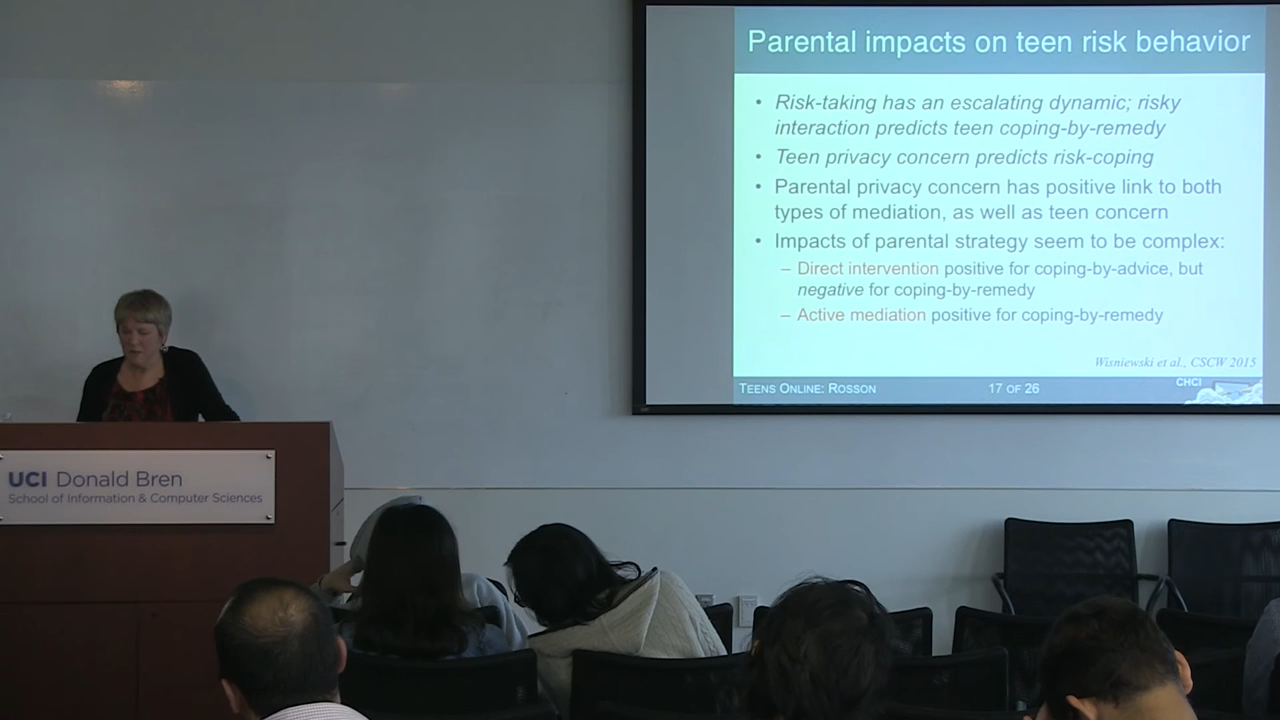 Parental impacts on teen risk behavior
• Risk-taking has an escalating dynamic; risky
interaction predicts teen coping-by-remedy
• Teen privacy concern predicts risk-coping
• Parental privacy concern has positive link to both
types of mediation, as well as teen concern
• Impacts of parental strategy seem to be complex:
– Direct intervention positive for coping-by-advice, but
negative for coping-by-remedy
– Active mediation positive for coping-by-remedy
Wisniewski et al., CSCW 2015
TEENS ONLINE: ROSSON 17 OF 26 CHCI
UCI Donald Bren
School of Information & Computer Sciences